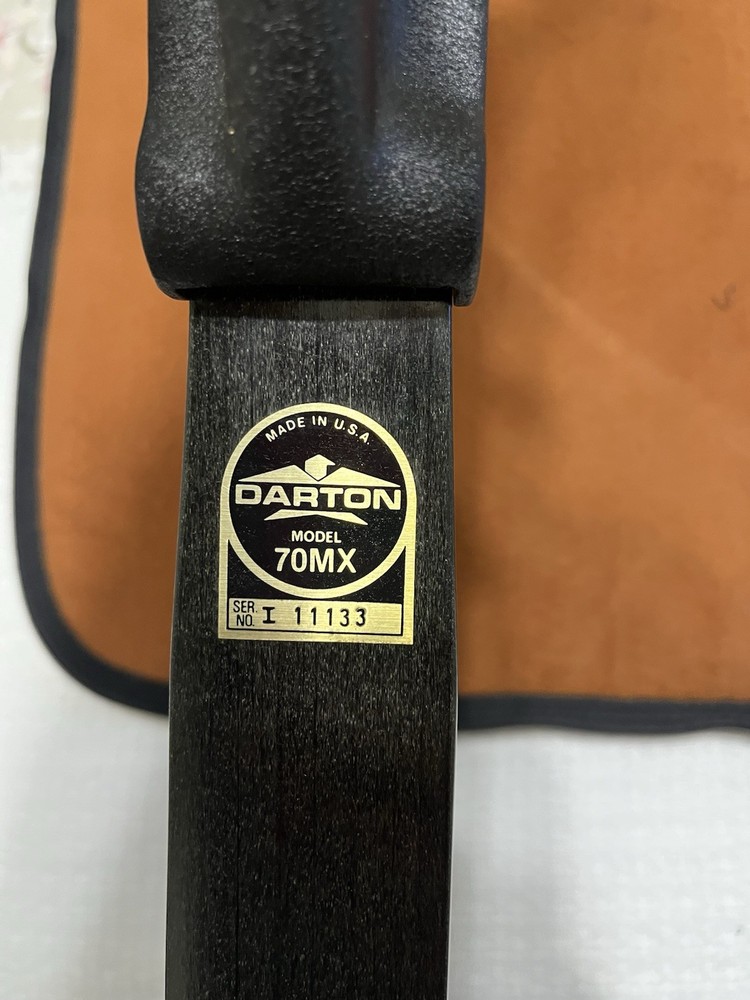 MADE IN U.S.A.
DARTON
MODEL
70MX
SER. NO. I 11133